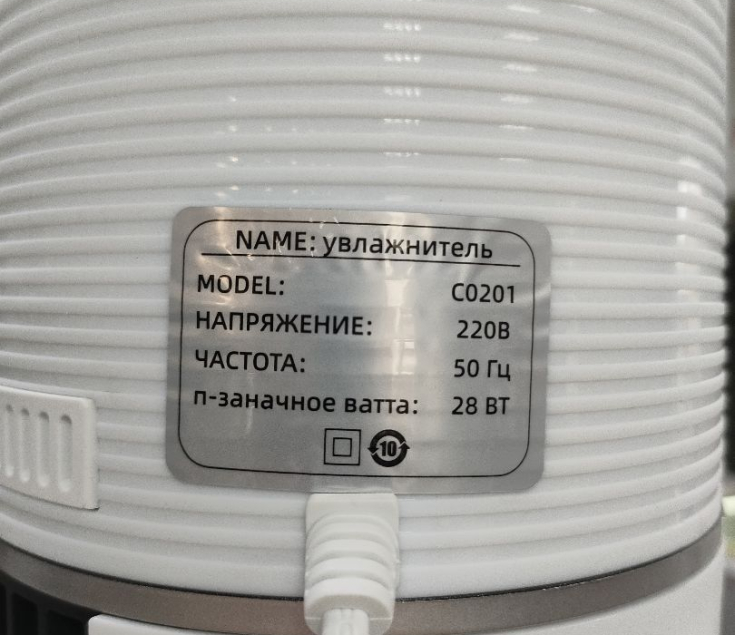 NAME: увлажнитель
MODEL: C0201
НАПРЯЖЕНИЕ: 220В
ЧАСТОТА: 50 Гц
п-заначное ватта: 28 ВТ
10